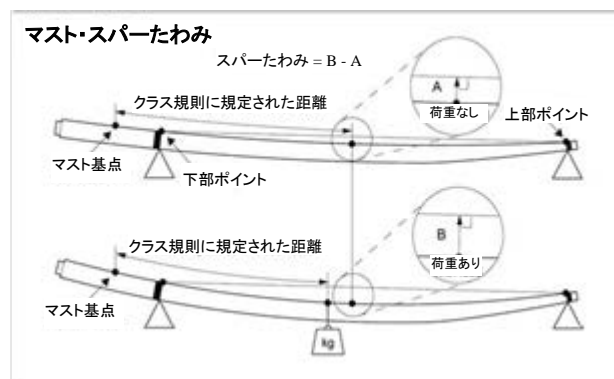 マスト・スパーたわみ
スパーたわみ = B - A
クラス規則に規定された距離
A
荷重なし
上部ポイント
マスト基点
下部ポイント
クラス規則に規定された距離
B
荷重あり
マスト基点
kg